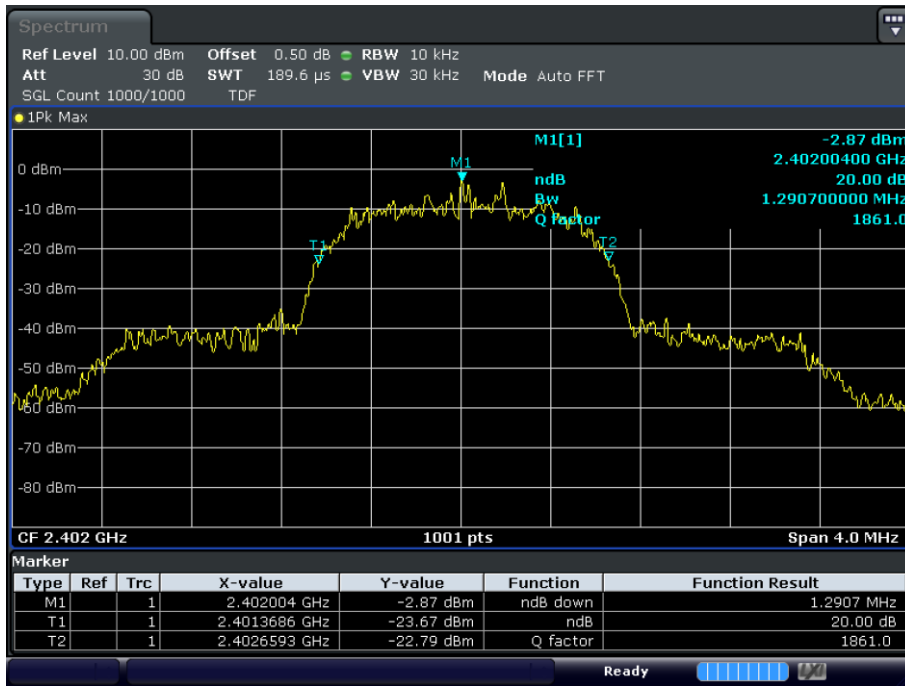 Spectrum
Ref Level 10.00 dBm Offset 0.50 dB RBW 10 kHz
Att 30 dB SWT 189.6 µs VBW 30 kHz Mode Auto FFT
SGL Count 1000/1000 TDF
1Pk Max
M1[1] -2.87 dBm
2.40200400 GHz
ndB 20.00 dB
Bw 1.290700000 MHz
Q factor 1861.0
M1
T1
T2
0 dBm
-10 dBm
-20 dBm
-30 dBm
-40 dBm
-50 dBm
-60 dBm
-70 dBm
-80 dBm
CF 2.402 GHz 1001 pts Span 4.0 MHz
Marker
Type Ref Trc X-value Y-value Function Function Result
M1 1 2.402004 GHz -2.87 dBm ndB down 1.2907 MHz
T1 1 2.4013686 GHz -23.67 dBm ndB 20.00 dB
T2 1 2.4026593 GHz -22.79 dBm Q factor 1861.0
Ready LXI